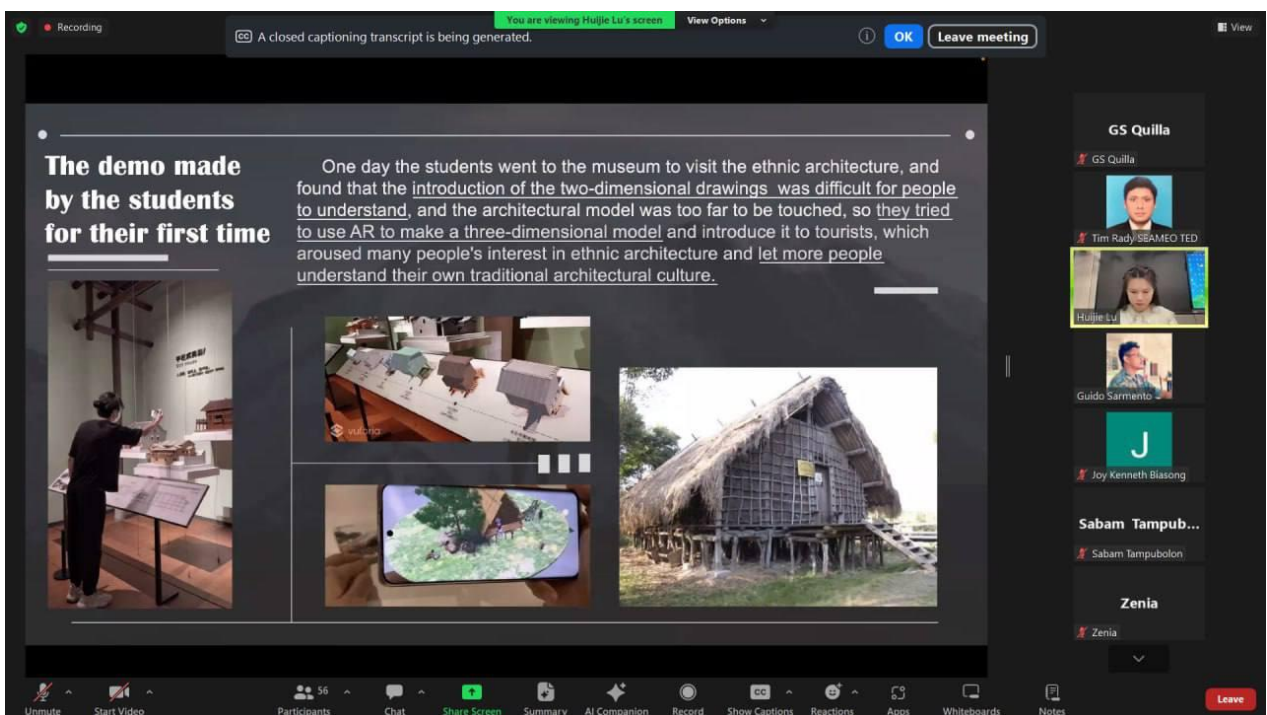 You are viewing Huijie Lu's screen
View Options
Recording
CC A closed captioning transcript is being generated.
OK
Leave meeting
View
The demo made
by the students
for their first time
One day the students went to the museum to visit the ethnic architecture, and
found that the introduction of the two-dimensional drawings was difficult for people
to understand, and the architectural model was too far to be touched, so they tried
to use AR to make a three-dimensional model and introduce it to tourists, which
aroused many people's interest in ethnic architecture and let more people
understand their own traditional architectural culture.
vuforia
GS Quilla
GS Quilla
Tim Rady SEAMEO TED
Huijie Lu
Guido Sarmento
J
Joy Kenneth Biasong
Sabam Tampub...
Sabam Tampubolon
Zenia
Zenia
Unmute
Start Video
56
Participants
Chat
Share Screen
Summary
AI Companion
Record
CC
Show Captions
Reactions
Apps
Whiteboards
Notes
Leave